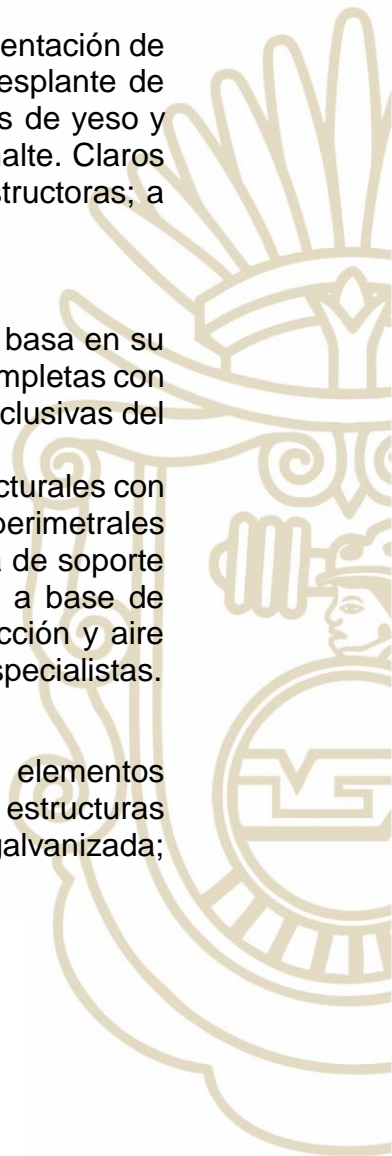 entación de
esplante de
s de yeso y
alte. Claros
structoras; a
basa en su
mpletas con
clusivas del
cturales con
perimetrales
de soporte
a base de
cción y aire
specialistas.
elementos
estructuras
galvanizada;